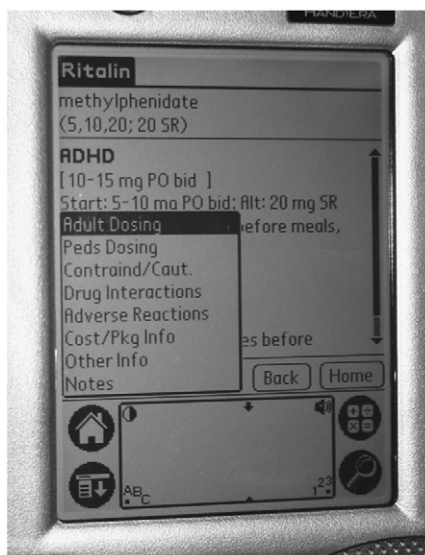 HANDERA
Ritalin
methylphenidate
(5,10,20; 20 SR)
ADHD
[10-15 mg PO bid ]
Start: 5-10 mg PO bid; Alt: 20 mg SR
Adult Dosing
before meals,
Peds Dosing
Contraind/Caut.
Drug Interactions
Adverse Reactions
Cost/Pkg Info
es before
Other Info
Notes
Back
Home
ABC
123